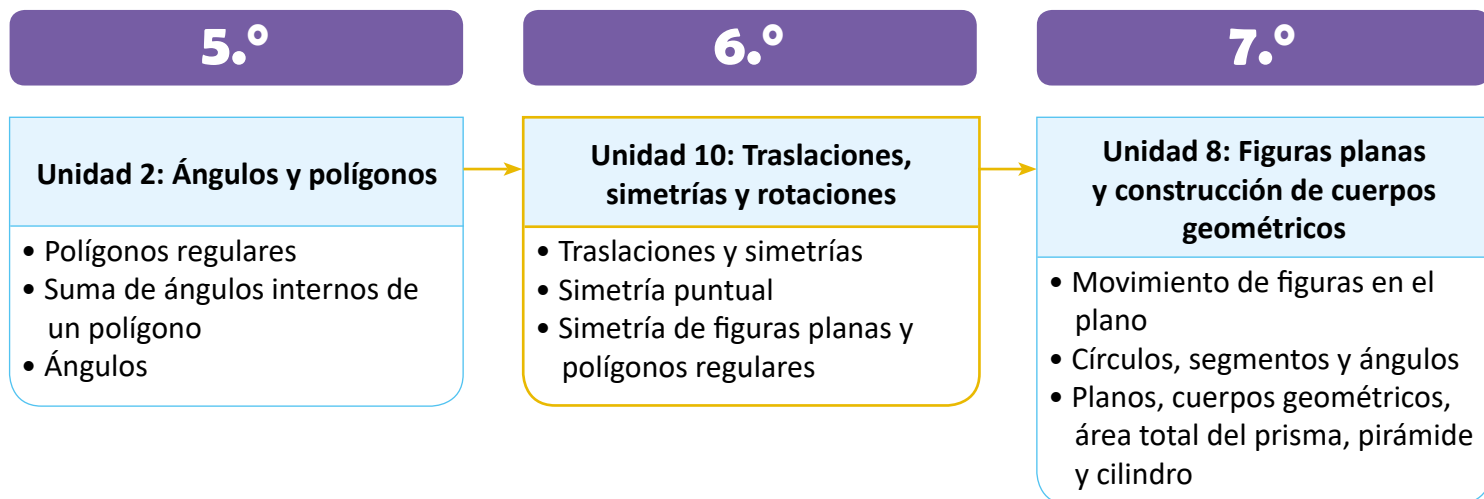 5.º
6.º
7.º
Unidad 2: Ángulos y polígonos
• Polígonos regulares
• Suma de ángulos internos de
un polígono
• Ángulos
Unidad 10: Traslaciones,
simetrías y rotaciones
• Traslaciones y simetrías
• Simetría puntual
• Simetría de figuras planas y
polígonos regulares
Unidad 8: Figuras planas
y construcción de cuerpos
geométricos
• Movimiento de figuras en el
plano
• Círculos, segmentos y ángulos
• Planos, cuerpos geométricos,
área total del prisma, pirámide
y cilindro